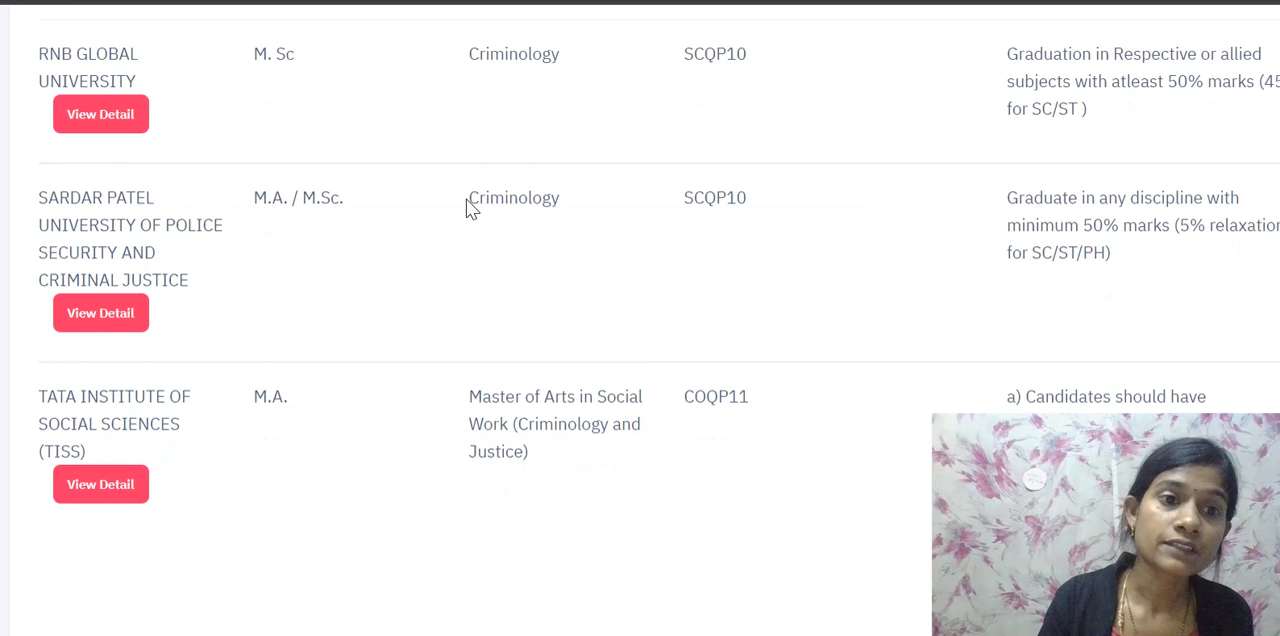 RNB GLOBAL
UNIVERSITY
View Detail
M. Sc
Criminology
SCQP10
Graduation in Respective or allied
subjects with atleast 50% marks (45
for SC/ST )
SARDAR PATEL
UNIVERSITY OF POLICE
SECURITY AND
CRIMINAL JUSTICE
View Detail
M.A. / M.Sc.
Criminology
SCQP10
Graduate in any discipline with
minimum 50% marks (5% relaxation
for SC/ST/PH)
TATA INSTITUTE OF
SOCIAL SCIENCES
(TISS)
View Detail
M.A.
Master of Arts in Social
Work (Criminology and
Justice)
COQP11
a) Candidates should have